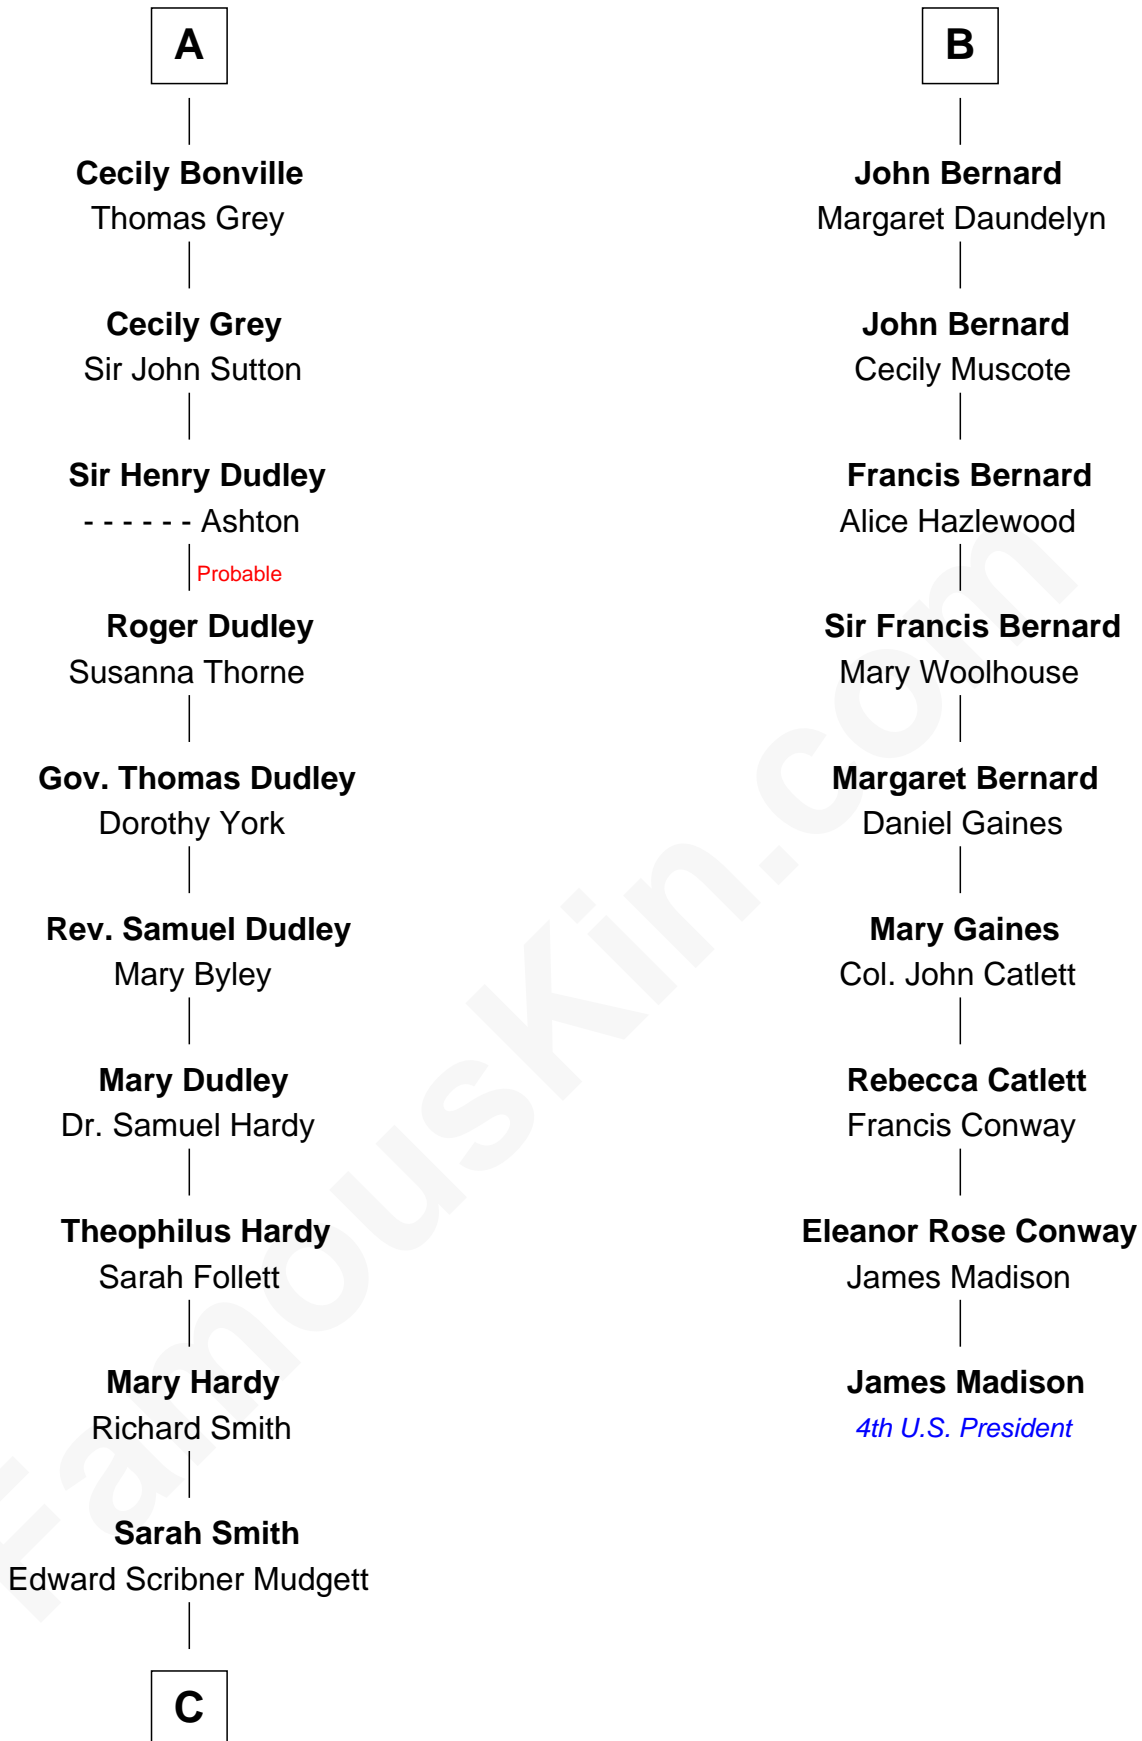 A
Cecily Bonville
Thomas Grey
Cecily Grey
Sir John Sutton
Sir Henry Dudley
- - - - - - Ashton
Probable
Roger Dudley
Susanna Thorne
Gov. Thomas Dudley
Dorothy York
Rev. Samuel Dudley
Mary Byley
Mary Dudley
Dr. Samuel Hardy
Theophilus Hardy
Sarah Follett
Mary Hardy
Richard Smith
Sarah Smith
Edward Scribner Mudgett
C
B
John Bernard
Margaret Daundelyn
John Bernard
Cecily Muscote
Francis Bernard
Alice Hazlewood
Sir Francis Bernard
Mary Woolhouse
Margaret Bernard
Daniel Gaines
Mary Gaines
Col. John Catlett
Rebecca Catlett
Francis Conway
Eleanor Rose Conway
James Madison
James Madison
4th U.S. President
FamousKin.com